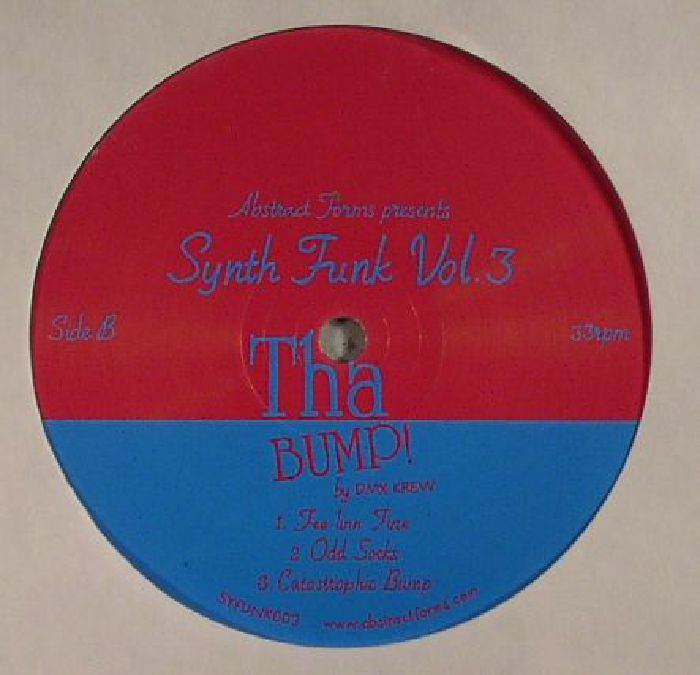 Abstract Forms presents
Synth Funk Vol. 3
Side B
33rpm
Tha
BUMP!
by DMX KREW
1. Fee Inn Fine
2. Odd Socks
3. Catastrophic Bump
SYFUNK003
www.abstractforms.com